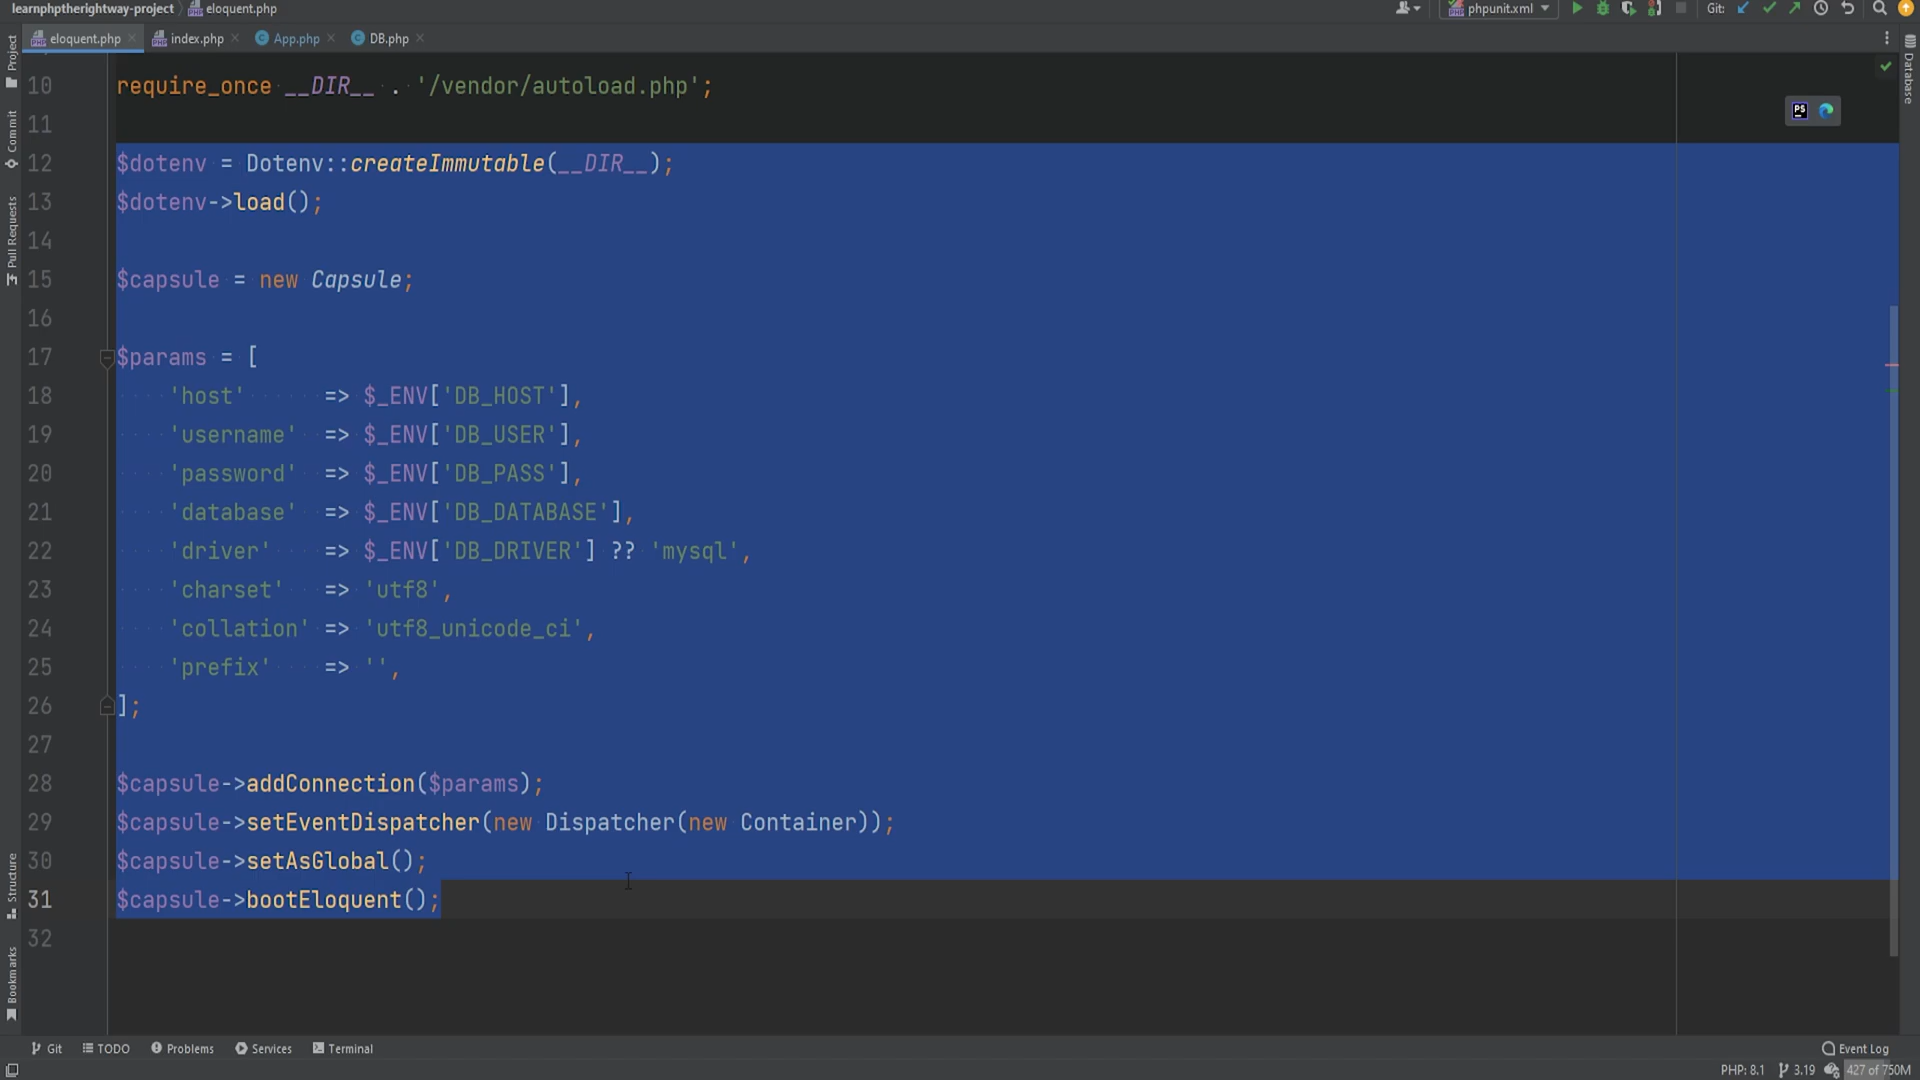 learnphptherightway-project eloquent.php
phpunit.xml
Git:
eloquent.php
index.php
App.php
DB.php
Project
Commit
Pull Requests
Structure
Bookmarks
Database
10 require_once __DIR__ . '/vendor/autoload.php';
11
12 $dotenv = Dotenv::createImmutable(__DIR__);
13 $dotenv->load();
14
15 $capsule = new Capsule;
16
17 $params = [
18     'host'      => $_ENV['DB_HOST'],
19     'username'  => $_ENV['DB_USER'],
20     'password'  => $_ENV['DB_PASS'],
21     'database'  => $_ENV['DB_DATABASE'],
22     'driver'    => $_ENV['DB_DRIVER'] ?? 'mysql',
23     'charset'   => 'utf8',
24     'collation' => 'utf8_unicode_ci',
25     'prefix'    => '',
26 ];
27
28 $capsule->addConnection($params);
29 $capsule->setEventDispatcher(new Dispatcher(new Container));
30 $capsule->setAsGlobal();
31 $capsule->bootEloquent();
32
Git TODO Problems Services Terminal Event Log
PHP: 8.1 3.19 427 of 750M